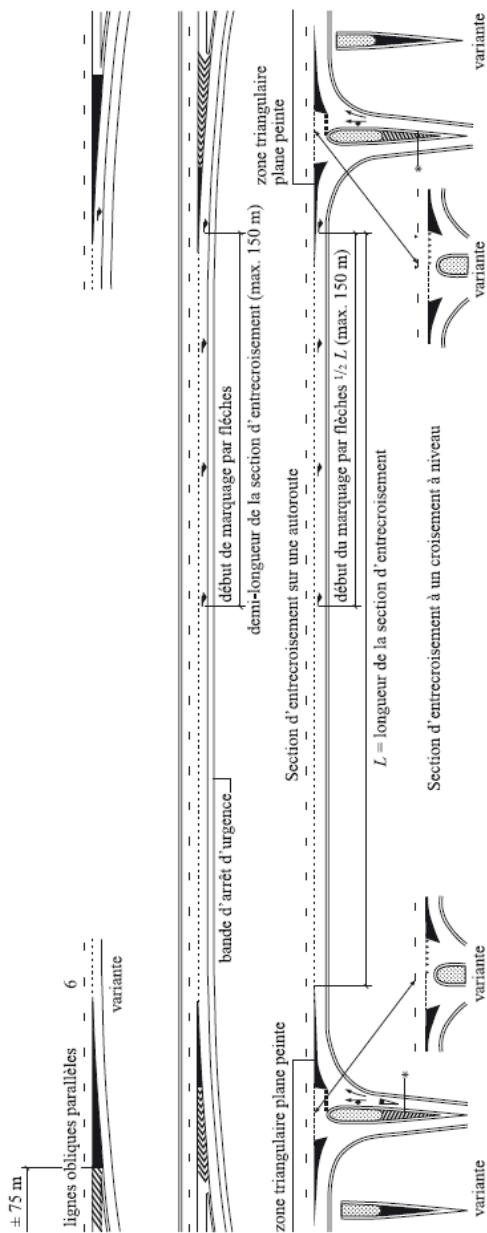 ± 75 m
lignes obliques parallèles
6
variante
bande d'arrêt d'urgence
début de marquage par fléches
demi-longueur de la section d'entrecroisement (max. 150 m)
Section d'entrecroisement sur une autoroute
zone triangulaire plane peinte
zone triangulaire
plane peinte
début du marquage par flèches ¹/₂ L (max. 150 m)
L = longueur de la section d'entrecroisement
*
*
variante
variante
Section d'entrecroisement à un croisement à niveau
variante
variante